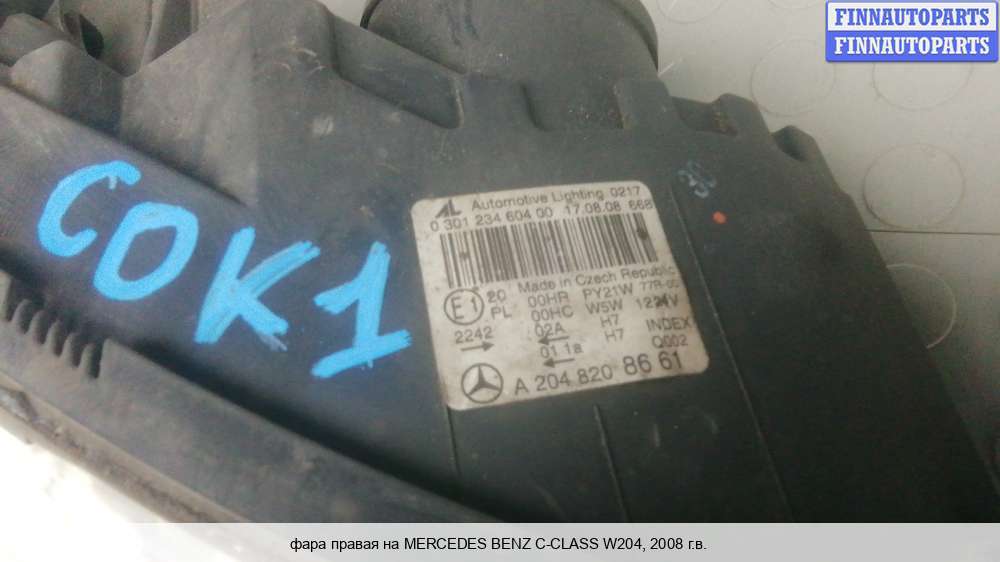 FINNAUTOPARTS
FINNAUTOPARTS
COK1
30
AL Automotive Lighting 0217
0 301 234 604 00 17.08.08 668
Made in Czech Republic
E1 20 00HR PY21W 77R-00
PL 00HC W5W 12V
2242 02A H7 INDEX
01 1a H7 Q002
A 204 820 86 61
фара правая на MERCEDES BENZ C-CLASS W204, 2008 г.в.